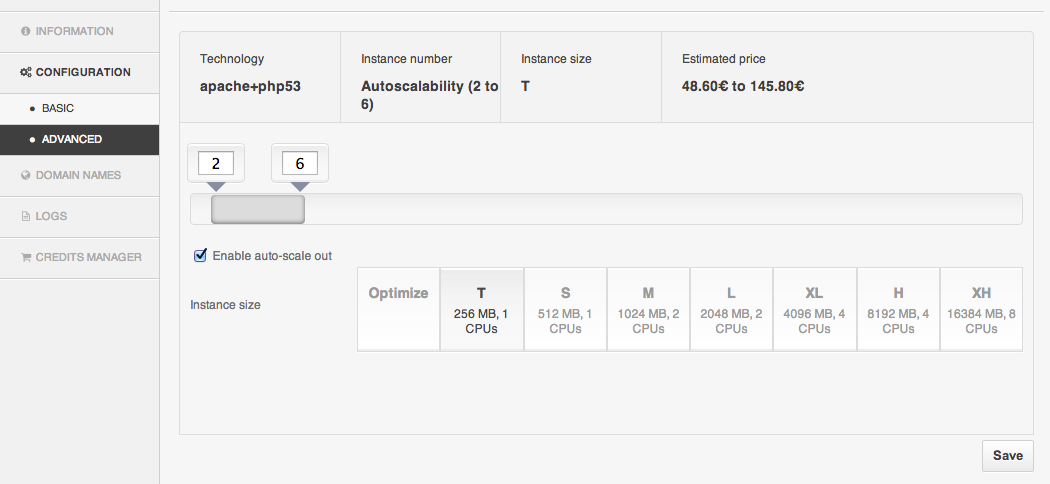 INFORMATION
CONFIGURATION
BASIC
ADVANCED
DOMAIN NAMES
LOGS
CREDITS MANAGER
Technology
apache+php53
Instance number
Autoscalability (2 to
6)
Instance size
T
Estimated price
48.60€ to 145.80€
2
6
Enable auto-scale out
Instance size
Optimize
T
256 MB, 1
CPUs
S
512 MB, 1
CPUs
M
1024 MB, 2
CPUs
L
2048 MB, 2
CPUs
XL
4096 MB, 4
CPUs
H
8192 MB, 4
CPUs
XH
16384 MB, 8
CPUs
Save